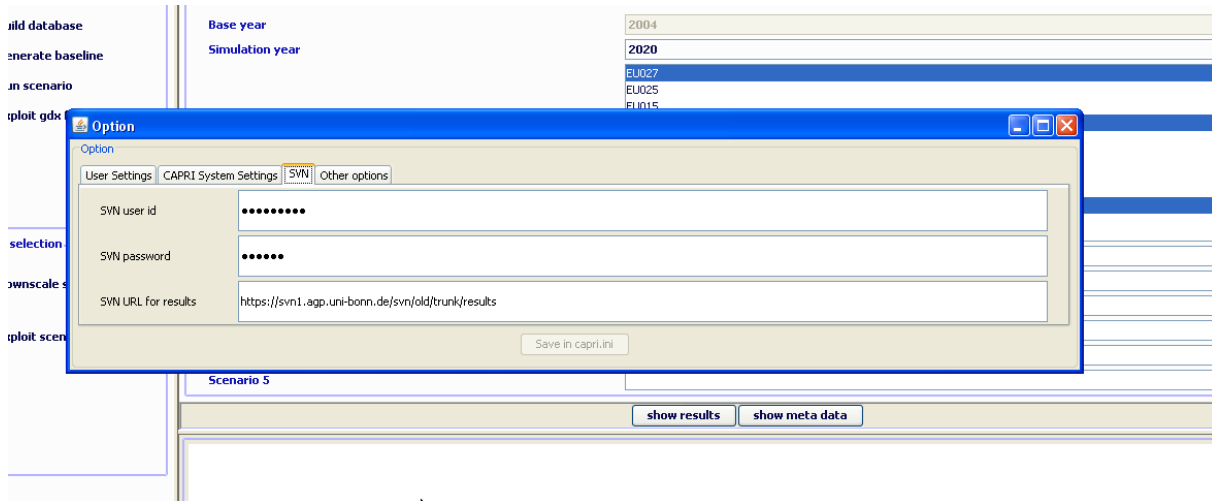 uild database
Base year
2004
enerate baseline
Simulation year
2020
EU027
un scenario
EU025
EU015
xploit gdx
Option
Option
User Settings
CAPRI System Settings
SVN
Other options
SVN user id
•••••••••
selection
SVN password
••••••
ownscale s
SVN URL for results
https://svn1.agp.uni-bonn.de/svn/old/trunk/results
xploit scen
Save in capri.ini
Scenario 5
show results
show meta data